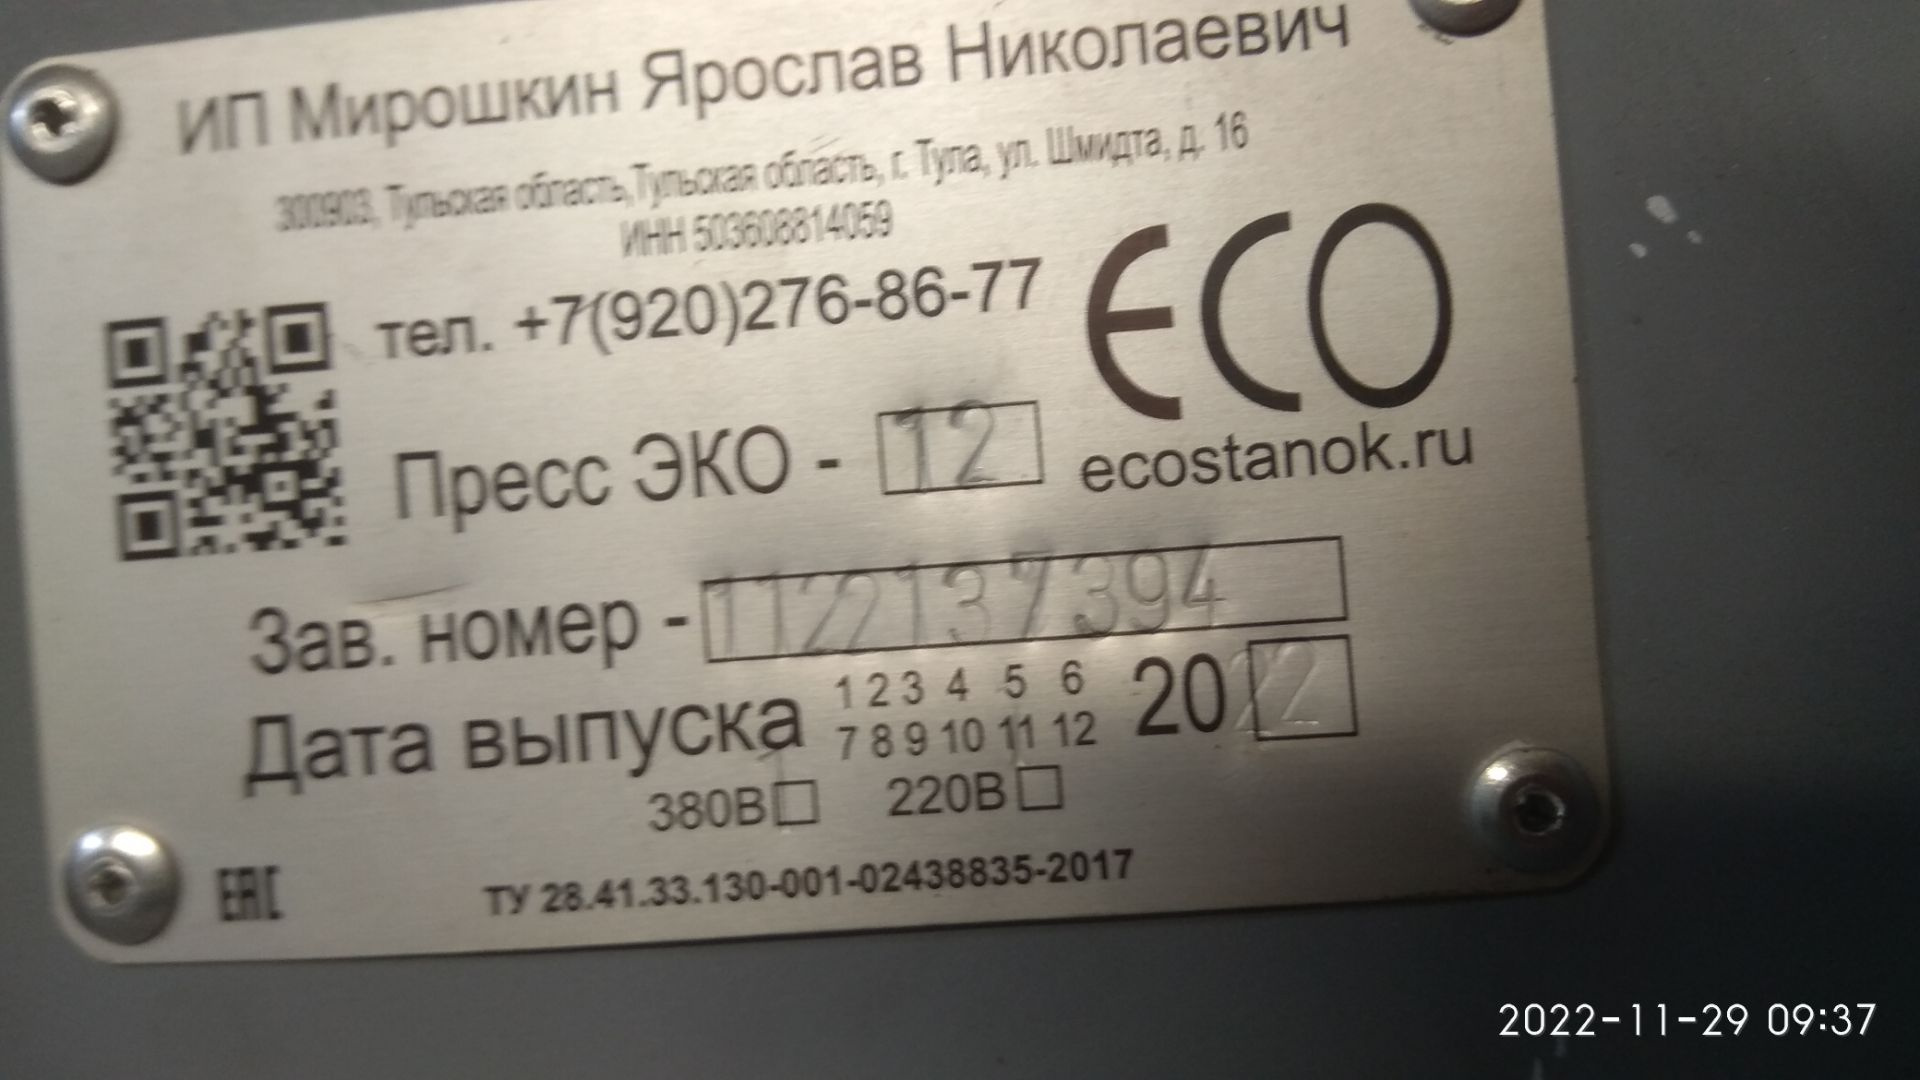 ИП Мирошкин Ярослав Николаевич
300903, Тульская область, Тульская область, г. Тула, ул. Шмидта, д. 16
ИНН 503608814059
тел. +7(920)276-86-77
ECO
Пресс ЭКО - 12
ecostanok.ru
Зав. номер - 1122137394
Дата выпуска 1 2 3 4 5 6 2022
7 8 9 10 11 12
380В 220В
EAC
ТУ 28.41.33.130-001-02438835-2017
2022-11-29 09:37